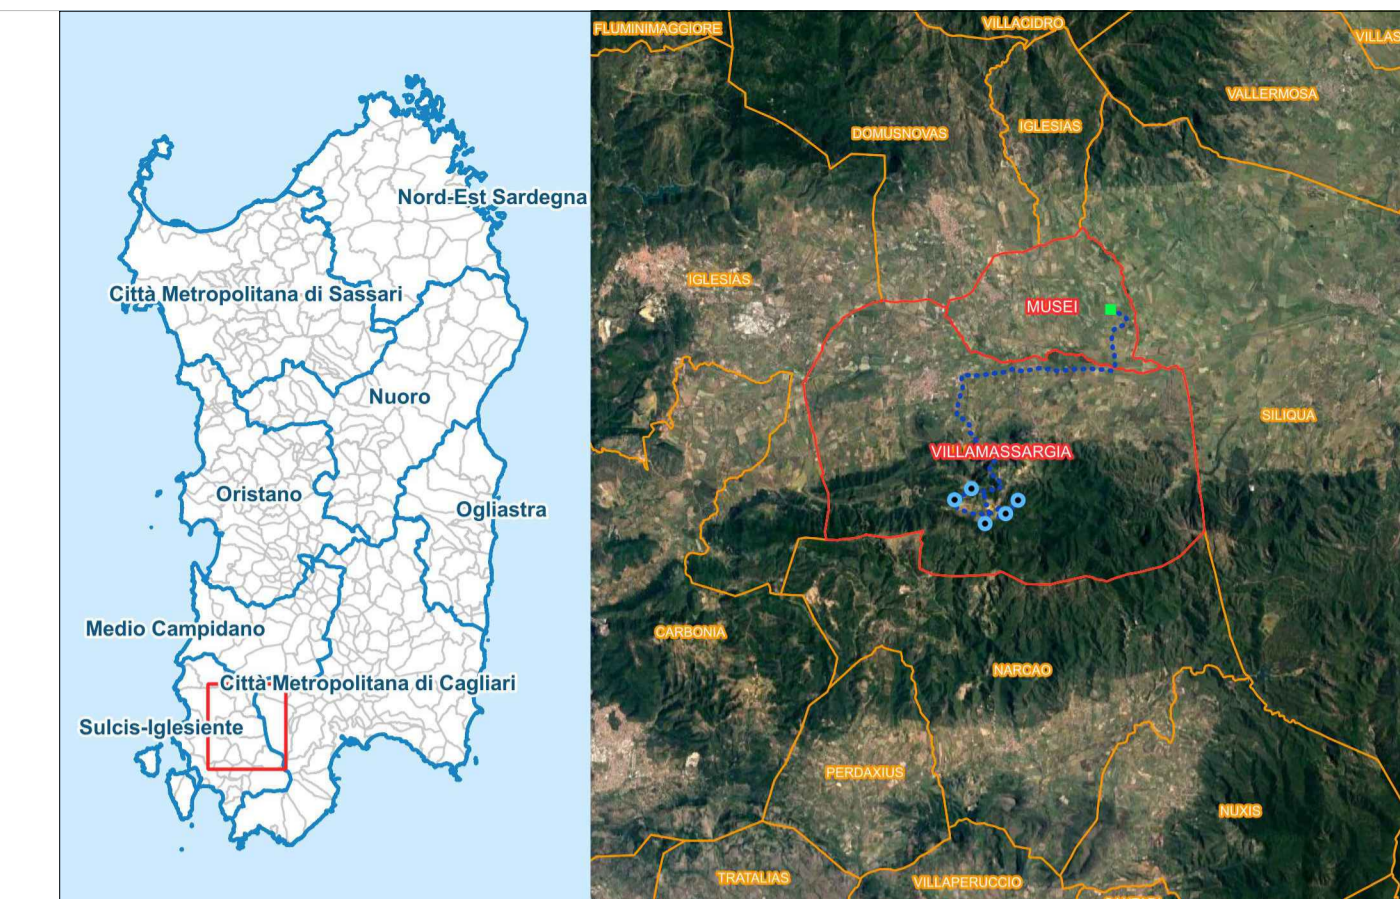 Nord-Est Sardegna
Città Metropolitana di Sassari
Nuoro
Oristano
Ogliastra
Medio Campidano
Città Metropolitana di Cagliari
Sulcis-Iglesiente
FLUMINIMAGGIORE
VILLACIDRO
VILLAS
VALLERMOSA
DOMUSNOVAS
IGLESIAS
IGLESIAS
MUSEI
SILIQUA
VILLAMASSARGIA
CARBONIA
NARCAO
PERDAXIUS
NUXIS
TRATALIAS
VILLAPERUCCIO